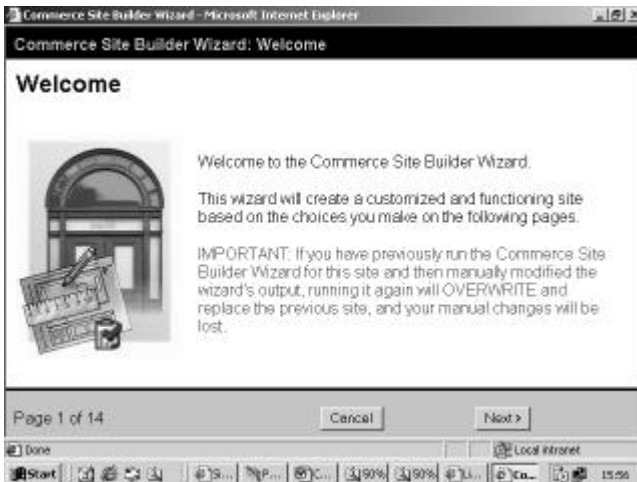 Commerce Site Builder Wizard - Microsoft Internet Explorer
Commerce Site Builder Wizard: Welcome
Welcome
Welcome to the Commerce Site Builder Wizard.
This wizard will create a customized and functioning site
based on the choices you make on the following pages.
IMPORTANT: If you have previously run the Commerce Site
Builder Wizard for this site and then manually modified the
wizard's output, running it again will OVERWRITE and
replace the previous site, and your manual changes will be
lost.
Page 1 of 14
Cancel
Next >
Done
Local intranet
Start
S... P... C... 90% 90% Co...
15:56